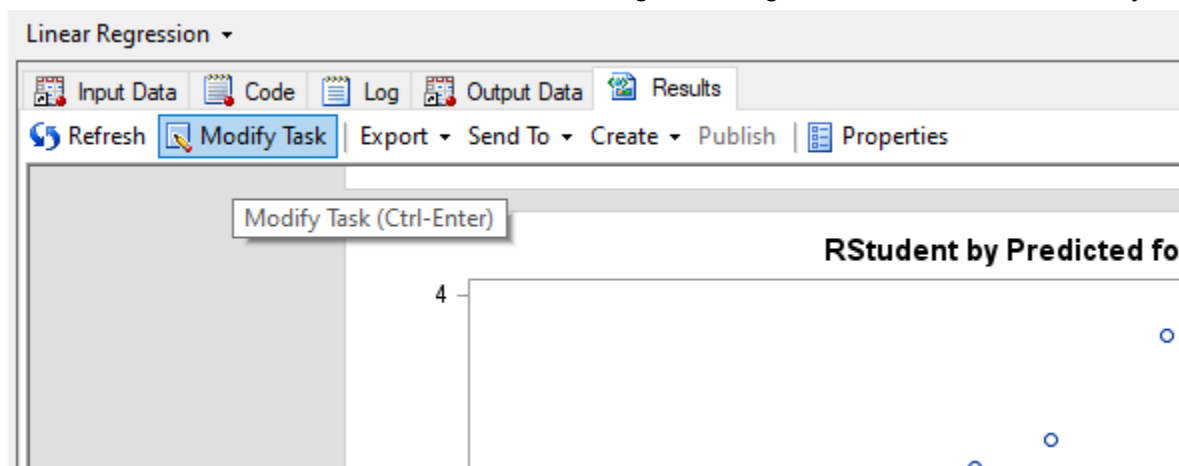 Linear Regression
Input Data Code Log Output Data Results
Refresh Modify Task Export Send To Create Publish Properties
Modify Task (Ctrl-Enter)
RStudent by Predicted fo
4